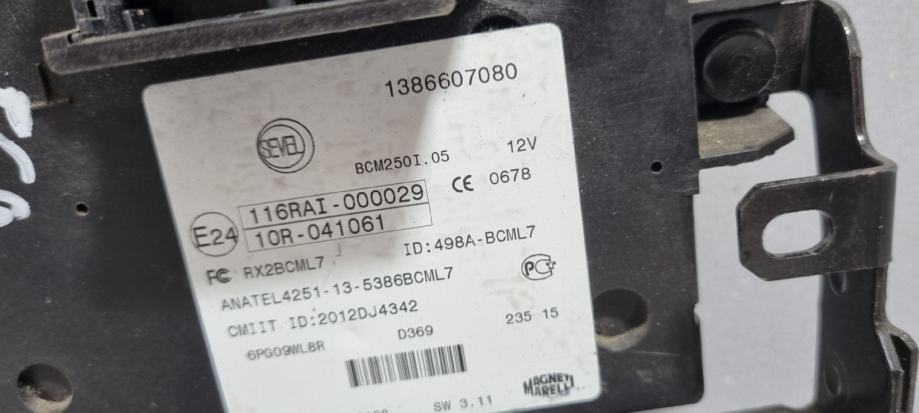 1386607080
SEVEL
BCM250I.05 12V
116RAI-000029 CE 0678
E24
10R-041061
FC RX2BCML7 ID:498A-BCML7
ANATEL4251-13-5386BCML7
CMIIT ID:2012DJ4342
6PG09WL8R D369 235 15
MAGNETI
MARELLI
SW 3.11